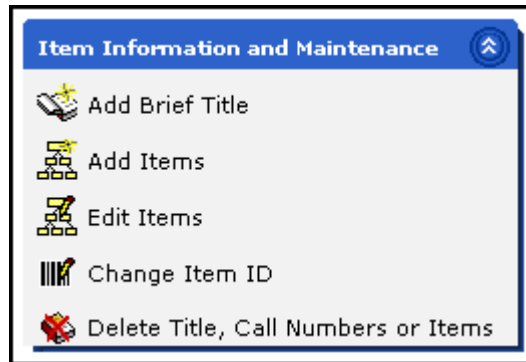 Item Information and Maintenance
Add Brief Title
Add Items
Edit Items
Change Item ID
Delete Title, Call Numbers or Items